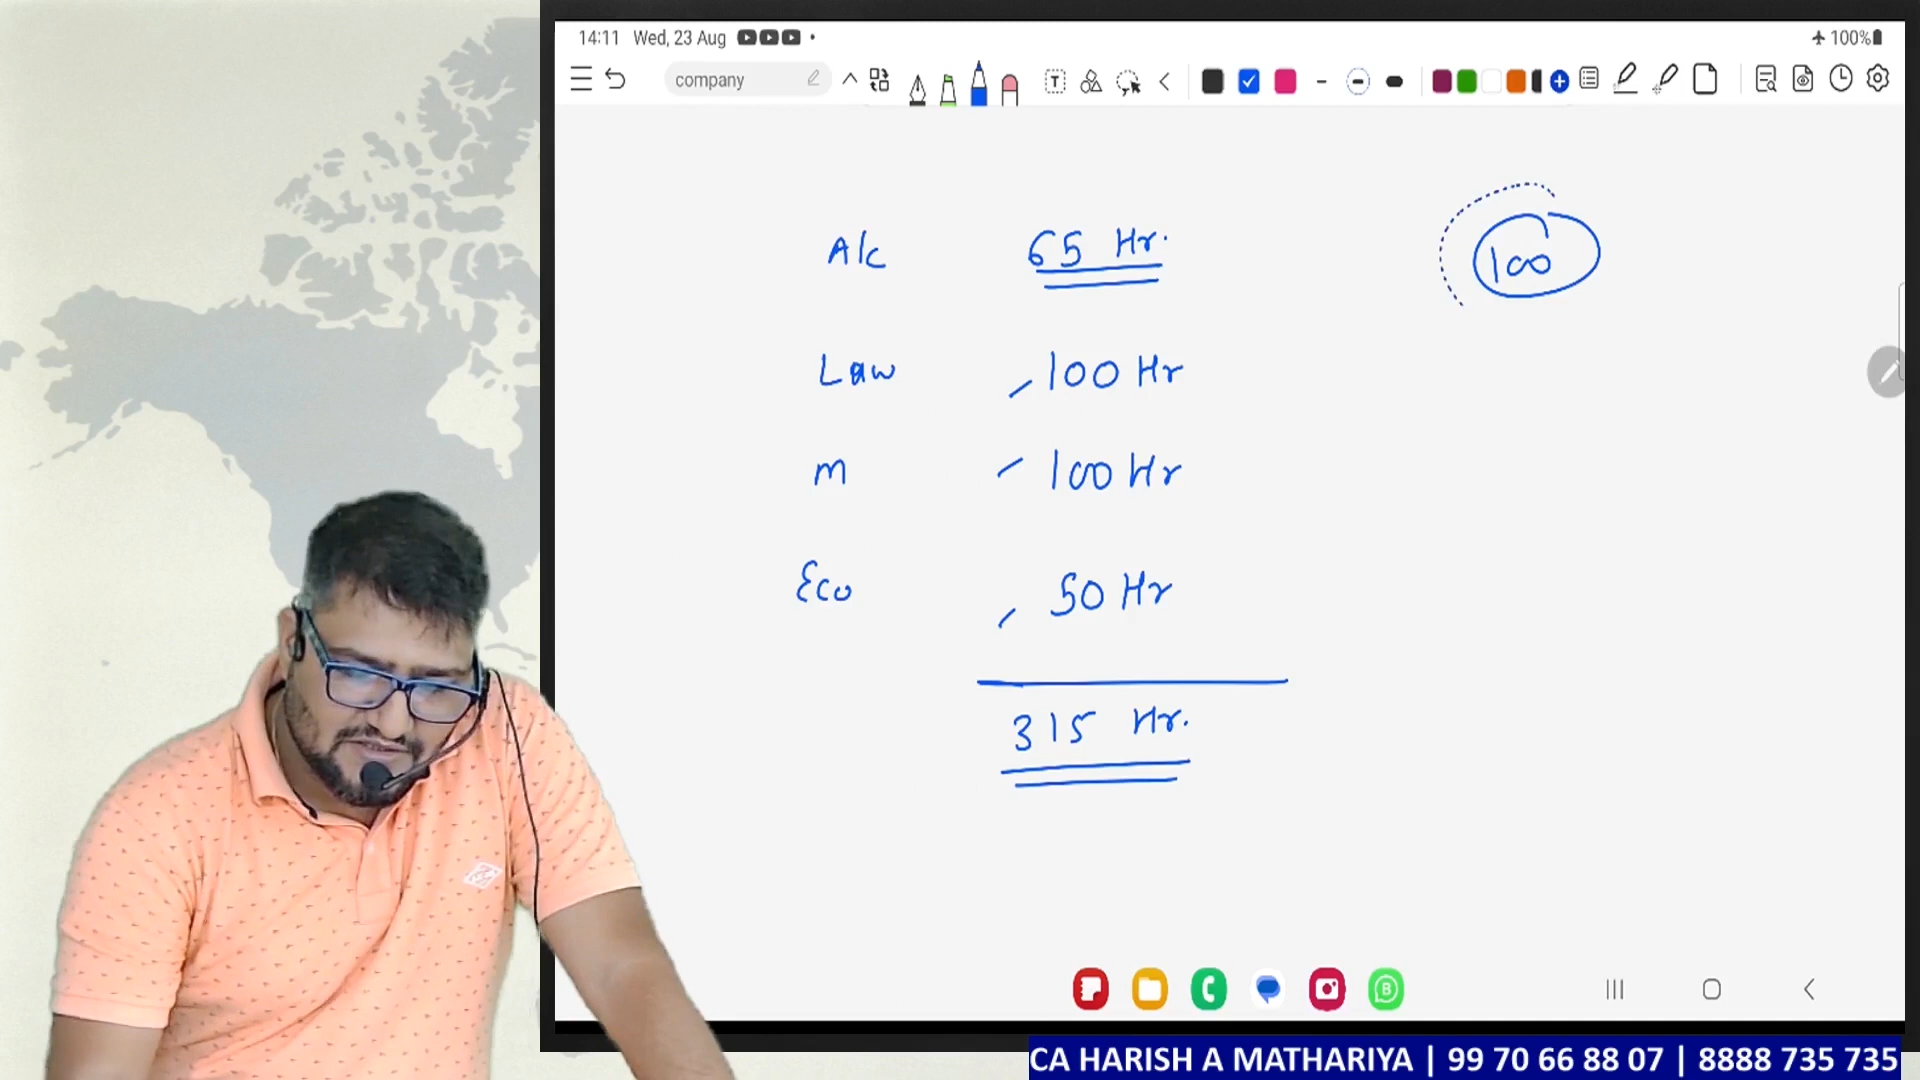 14:11 Wed, 23 Aug
100%
company
A/c 65 Hr.
100
Law 100 Hr
M 100 Hr
Eco 50 Hr
315 Hr.
CA HARISH A MATHARIYA | 99 70 66 88 07 | 8888 735 735